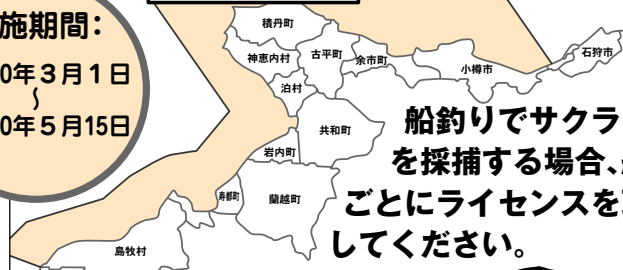 施期間：
0年３月１日
〜
0年５月15日
積丹町
神恵内村
古平町
余市町
小樽市
石狩市
泊村
共和町
岩内町
寿都町
蘭越町
島牧村
船釣りでサクラ
を採捕する場合、
ごとにライセンスを
してください。